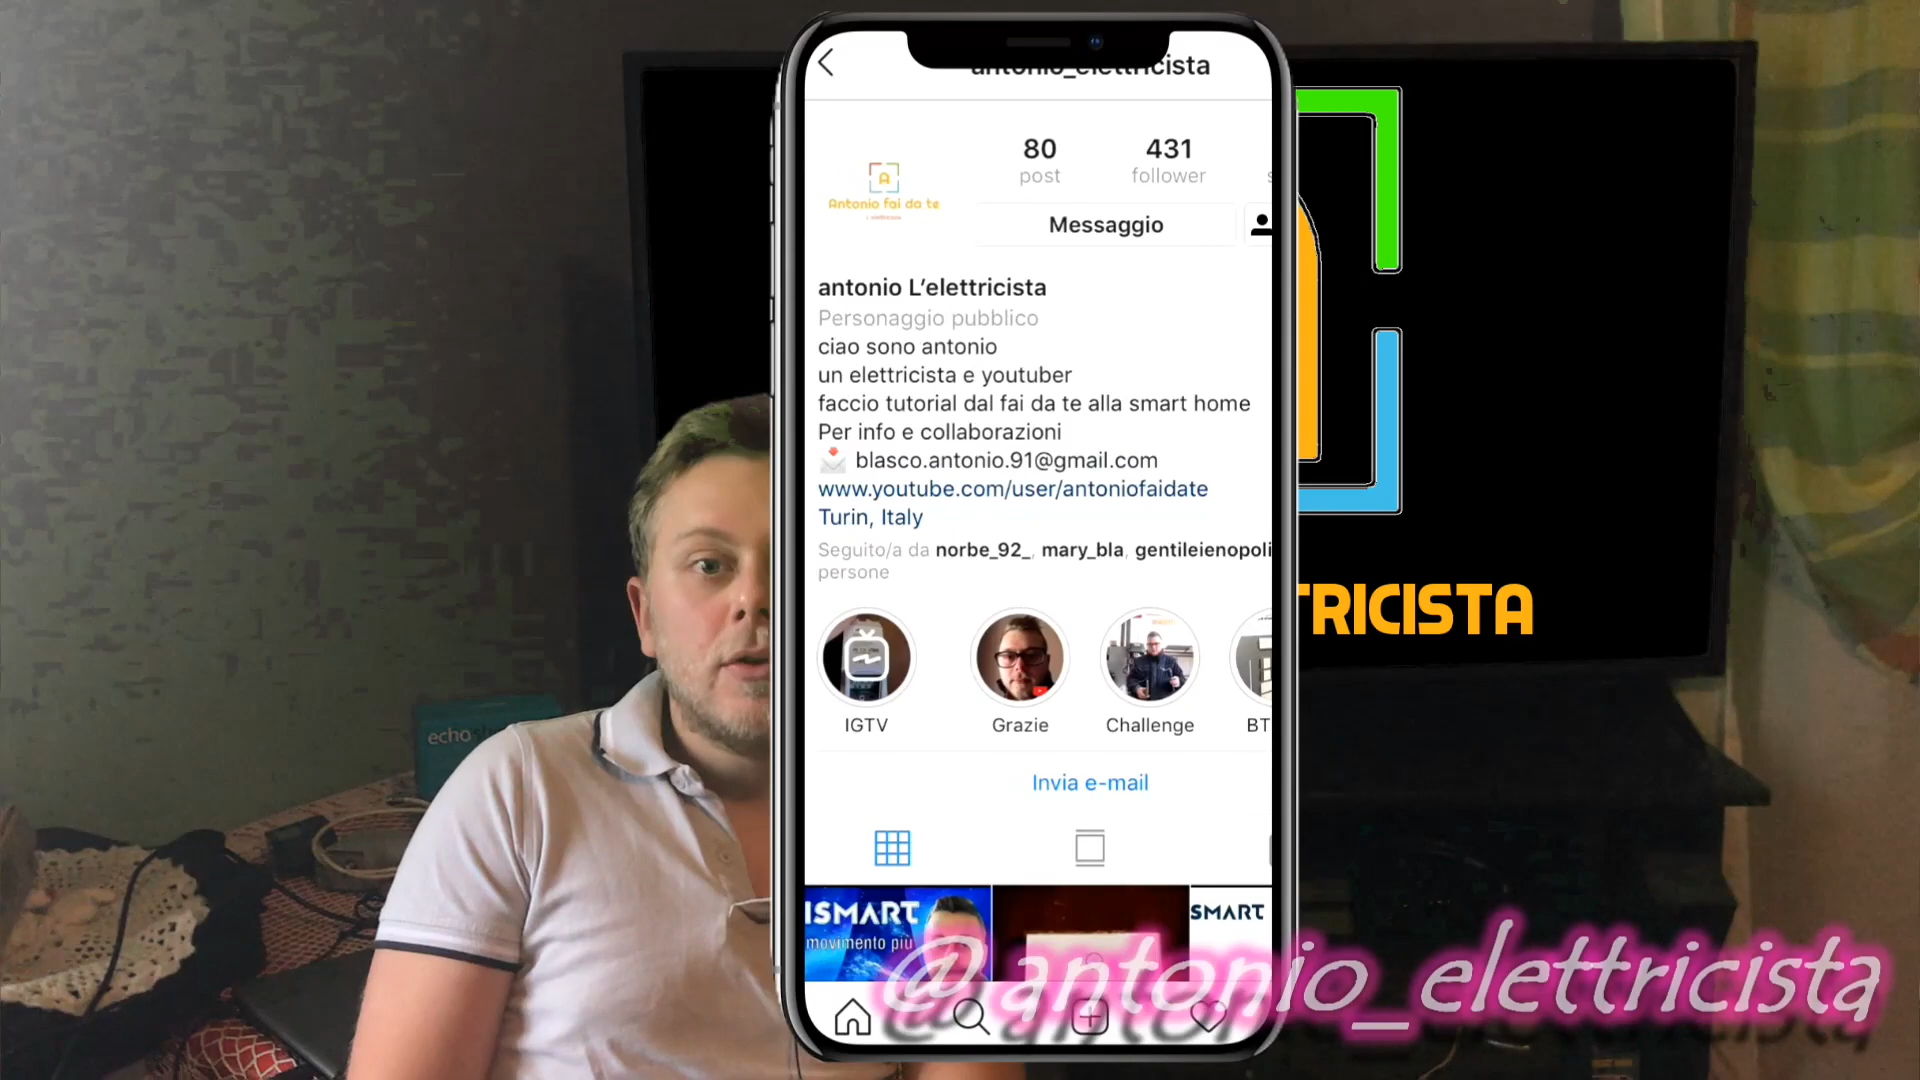 antonio_elettricista
80
post
431
follower
A
Antonio fai da te
Messaggio
antonio L’elettricista
Personaggio pubblico
ciao sono antonio
un elettricista e youtuber
faccio tutorial dal fai da te alla smart home
Per info e collaborazioni
blasco.antonio.91@gmail.com
www.youtube.com/user/antoniofaidate
Turin, Italy
Seguito/a da norbe_92_, mary_bla, gentileienopoli
persone
TRICISTA
echo
IGTV
Grazie
Challenge
BT
Invia e-mail
ISMART
movimento più
SMART
@antonio_elettricista